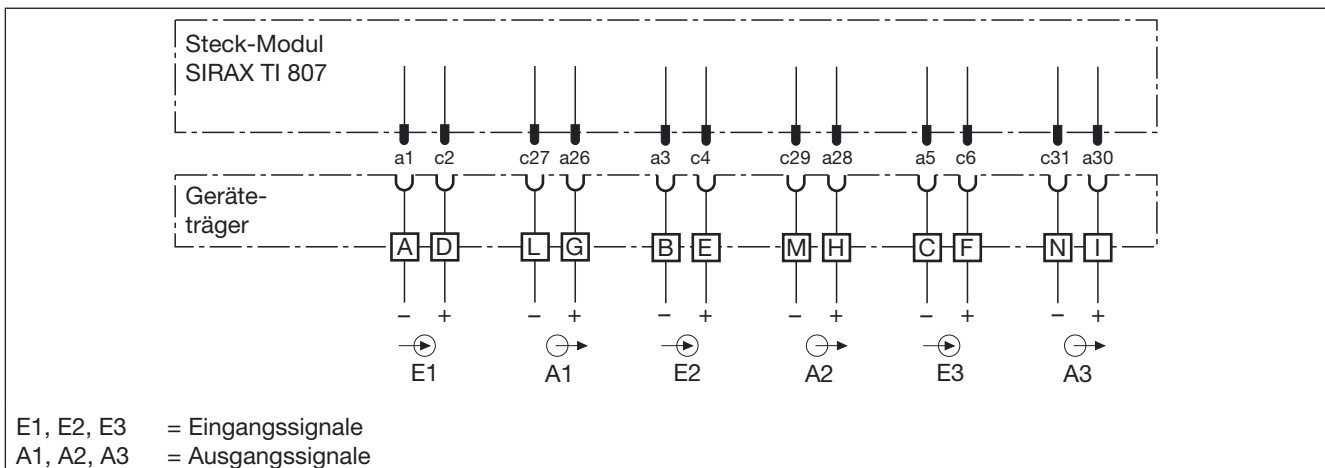 Steck-Modul
SIRAX TI 807
a1 c2 c27 a26 a3 c4 c29 a28 a5 c6 c31 a30
Geräte-
träger
A D L G B E M H C F N I
– + – + – + – + – + – +
E1 A1 E2 A2 E3 A3
E1, E2, E3 = Eingangssignale
A1, A2, A3 = Ausgangssignale